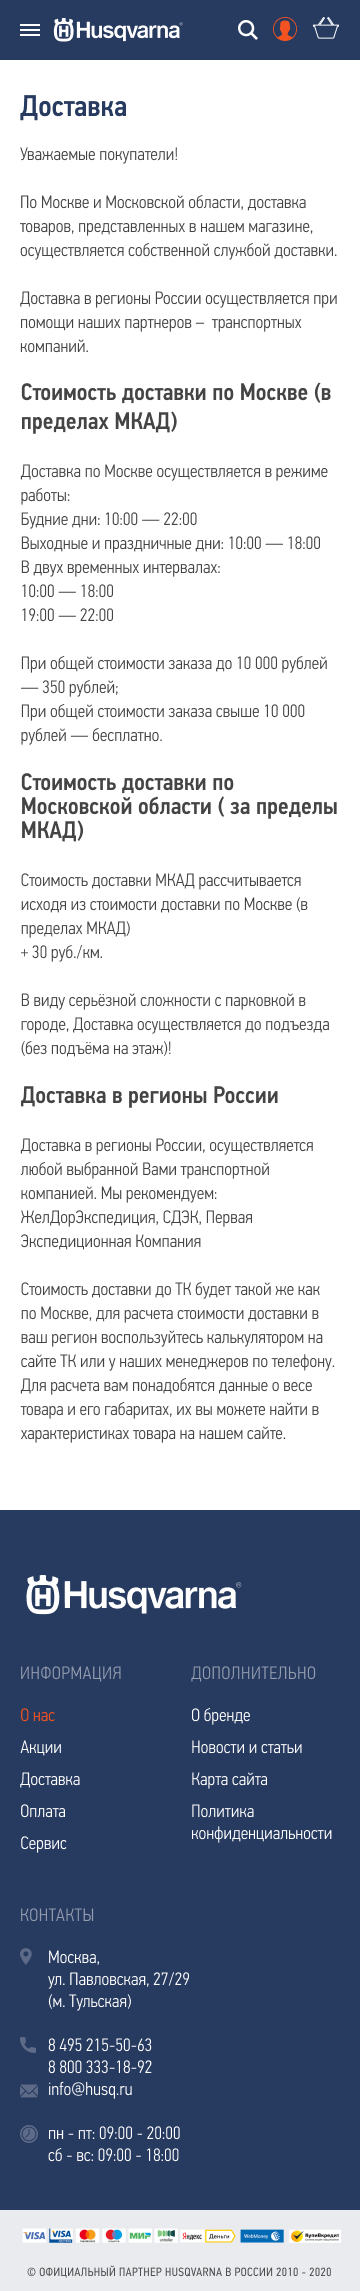 Husqvarna
Доставка
Уважаемые покупатели!
По Москве и Московской области, доставка
товаров, представленных в нашем магазине,
осуществляется собственной службой доставки.
Доставка в регионы России осуществляется при
помощи наших партнеров – транспортных
компаний.
Стоимость доставки по Москве (в
пределах МКАД)
Доставка по Москве осуществляется в режиме
работы:
Будние дни: 10:00 — 22:00
Выходные и праздничные дни: 10:00 — 18:00
В двух временных интервалах:
10:00 — 18:00
19:00 — 22:00
При общей стоимости заказа до 10 000 рублей
— 350 рублей;
При общей стоимости заказа свыше 10 000
рублей — бесплатно.
Стоимость доставки по
Московской области ( за пределы
МКАД)
Стоимость доставки МКАД рассчитывается
исходя из стоимости доставки по Москве (в
пределах МКАД)
+ 30 руб./км.
В виду серьёзной сложности с парковкой в
городе, Доставка осуществляется до подъезда
(без подъёма на этаж)!
Доставка в регионы России
Доставка в регионы России, осуществляется
любой выбранной Вами транспортной
компанией. Мы рекомендуем:
ЖелДорЭкспедиция, СДЭК, Первая
Экспедиционная Компания
Стоимость доставки до ТК будет такой же как
по Москве, для расчета стоимости доставки в
ваш регион воспользуйтесь калькулятором на
сайте ТК или у наших менеджеров по телефону.
Для расчета вам понадобятся данные о весе
товара и его габаритах, их вы можете найти в
характеристиках товара на нашем сайте.
Husqvarna
ИНФОРМАЦИЯ
О нас
Акции
Доставка
Оплата
Сервис
ДОПОЛНИТЕЛЬНО
О бренде
Новости и статьи
Карта сайта
Политика
конфиденциальности
КОНТАКТЫ
Москва,
ул. Павловская, 27/29
(м. Тульская)
8 495 215-50-63
8 800 333-18-92
info@husq.ru
пн - пт: 09:00 - 20:00
сб - вс: 09:00 - 18:00
VISA VISA МИР Яндекс Деньги WebMoney КупиВкредит
© ОФИЦИАЛЬНЫЙ ПАРТНЕР HUSQVARNA В РОССИИ 2010 - 2020